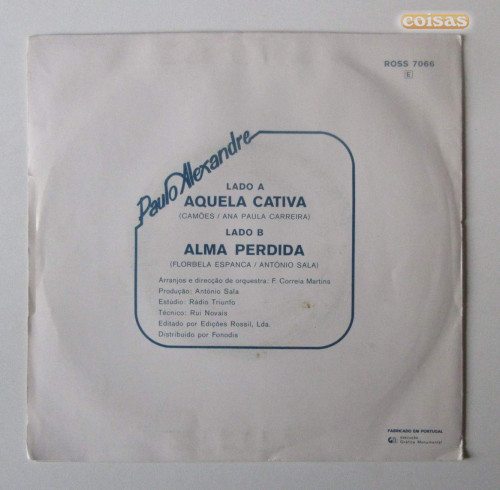 coisas
ROSS 7066
E
Paulo Alexandre
LADO A
AQUELA CATIVA
(CAMÕES / ANA PAULA CARREIRA)
LADO B
ALMA PERDIDA
(FLORBELA ESPANCA / ANTÓNIO SALA)
Arranjos e direcção de orquestra: F. Correia Martins
Produção: António Sala
Estúdio: Rádio Triunfo
Técnico: Rui Novais
Editado por Edições Rossil, Lda.
Distribuído por Fonodis
FABRICADO EM PORTUGAL
Gráfica Monumental